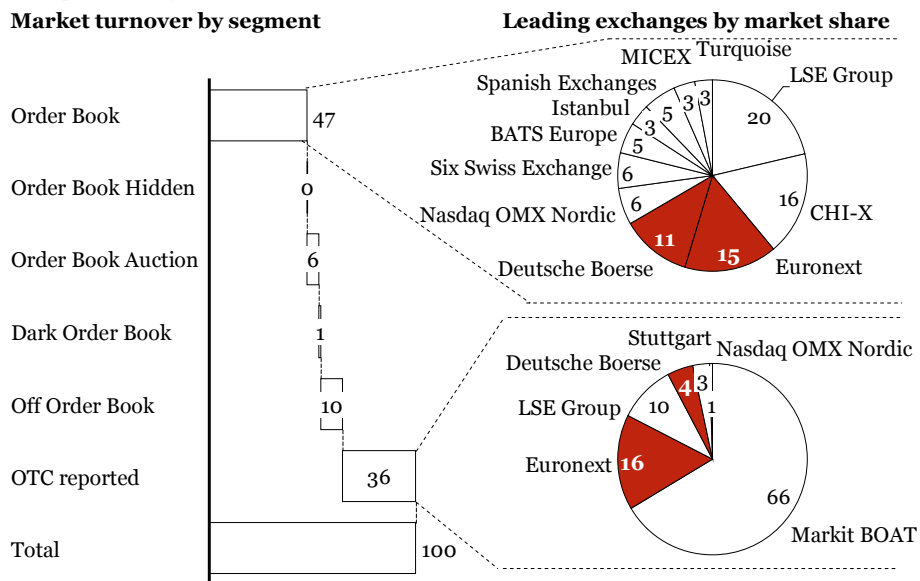 Market turnover by segment
Leading exchanges by market share
Order Book
47
Order Book Hidden
0
Order Book Auction
6
Dark Order Book
1
Off Order Book
10
OTC reported
36
Total
100
MICEX
Turquoise
Spanish Exchanges
LSE Group
Istanbul
BATS Europe
Six Swiss Exchange
Nasdaq OMX Nordic
CHI-X
Deutsche Boerse
Euronext
3
3
5
20
3
5
6
16
6
11
15
Stuttgart
Nasdaq OMX Nordic
Deutsche Boerse
LSE Group
Euronext
Markit BOAT
4
3
10
1
16
66